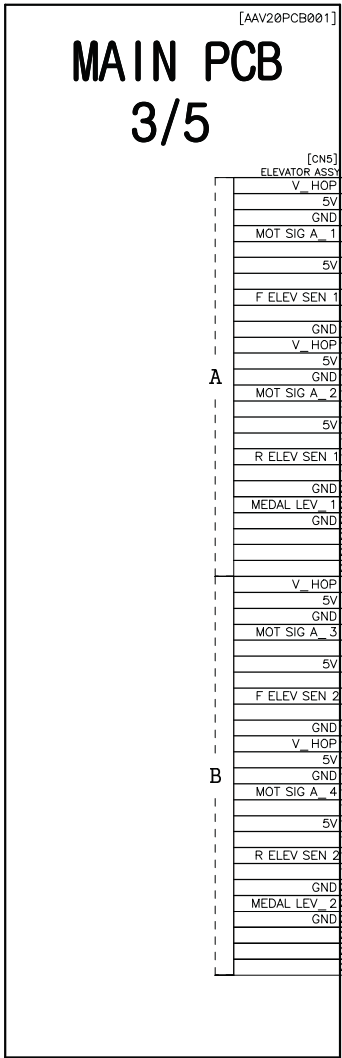 [AAV20PCB001]
MAIN PCB
3/5
[CN5]
ELEVATOR ASSY
V_HOP
5V
GND
MOT SIG A_1
5V
F ELEV SEN 1
GND
V_HOP
5V
A
GND
MOT SIG A_2
5V
R ELEV SEN 1
GND
MEDAL LEV_1
GND
V_HOP
5V
GND
MOT SIG A_3
5V
F ELEV SEN 2
GND
V_HOP
5V
B
GND
MOT SIG A_4
5V
R ELEV SEN 2
GND
MEDAL LEV_2
GND